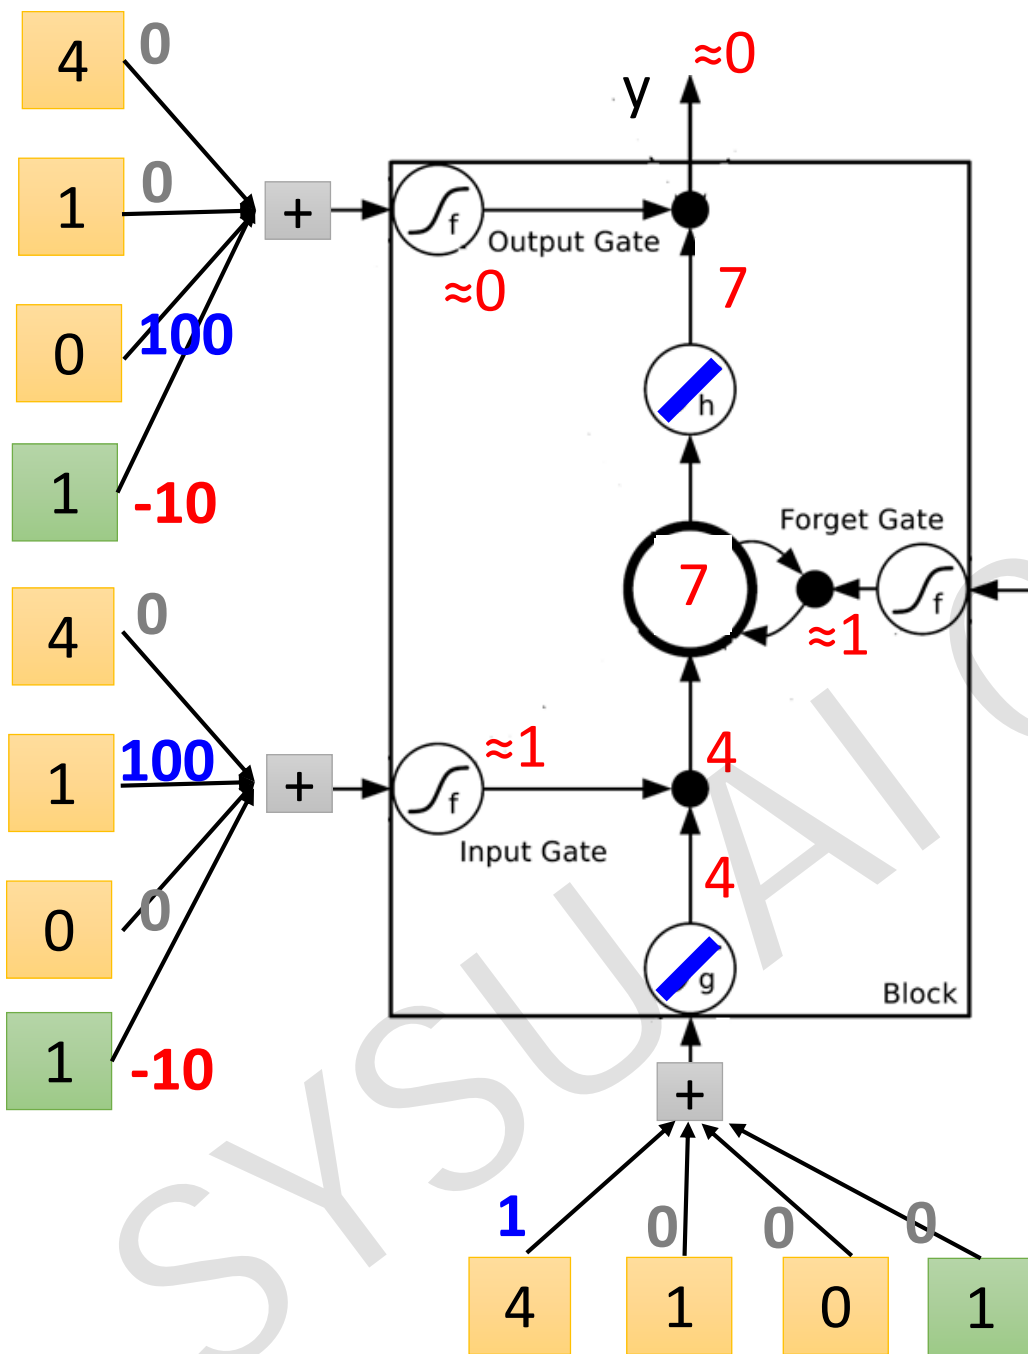 4 0
≈0
y
1 0
+ f
Output Gate
≈0 7
0 100
h
1 -10
Forget Gate
7 f
≈1
4 0
1 100
≈1 4
+ f
Input Gate
4
0 0
g
Block
1 -10
+
1 0 0 0
4 1 0 1
SYSUAI